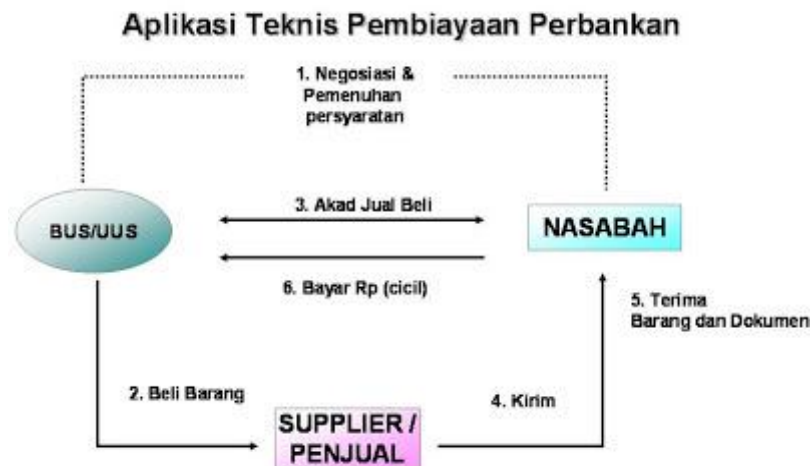 Aplikasi Teknis Pembiayaan Perbankan
1. Negosiasi &
Pemenuhan
persyaratan
3. Akad Jual Beli
BUS/UUS
NASABAH
6. Bayar Rp (cicil)
5. Terima
Barang dan Dokumen
2. Beli Barang
4. Kirim
SUPPLIER /
PENJUAL